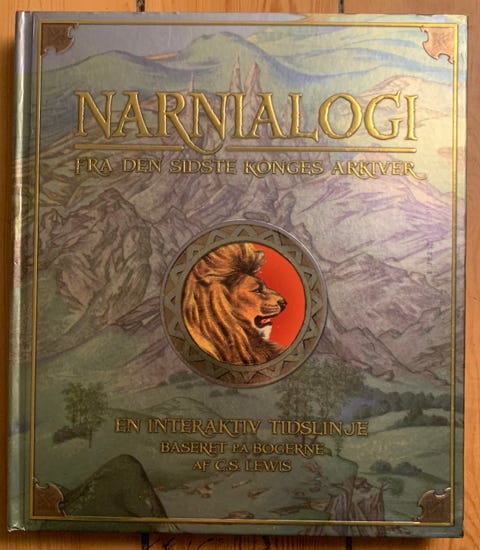 NARNIALOGI
FRA DEN SIDSTE KONGES ARKIVER
EN INTERAKTIV TIDSLINJE
BASERET PÅ BØGERNE
AF C.S. LEWIS